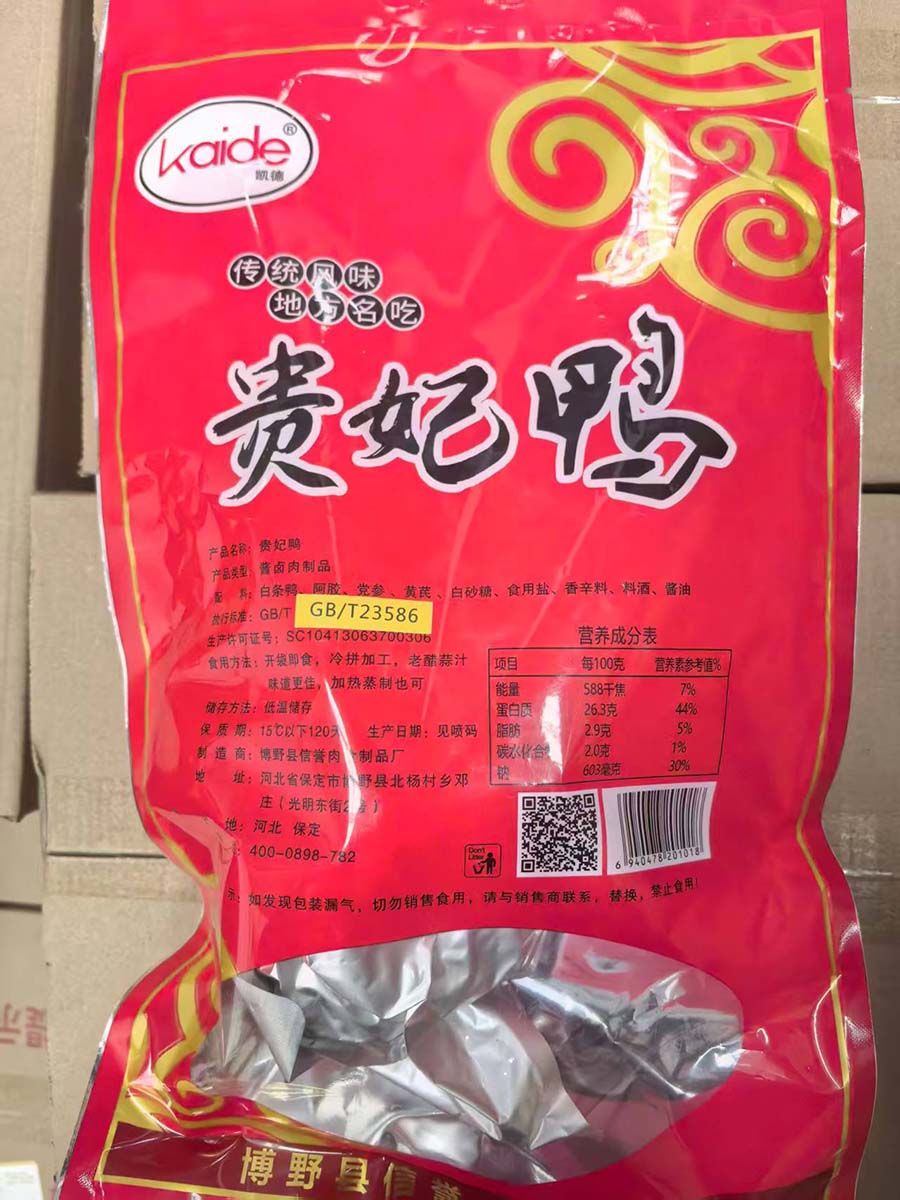 Kaide®
凯德
传统风味
地方名吃
贵妃鸭
产品名称：贵妃鸭
产品类型：酱卤肉制品
配 料：白条鸭、阿胶、党参、黄芪、白砂糖、食用盐、香辛料、料酒、酱油
执行标准：GB/T GB/T23586
生产许可证号：SC10413063700306
食用方法：开袋即食，冷拼加工，老醋蒜汁
味道更佳，加热蒸制也可
储存方法：低温储存
保 质 期：15℃以下120天 生产日期：见喷码
制 造 商：博野县信誉肉 制品厂
地 址：河北省保定市博野县北杨村乡邓
庄（光明东街2 号）
地：河北 保定
：400-0898-782
营养成分表
项目 每100克 营养素参考值%
能量 588千焦 7%
蛋白质 26.3克 44%
脂肪 2.9克 5%
碳水化合 2.0克 1%
钠 603毫克 30%
Don't
Litter
6 940478 201018
示：如发现包装漏气，切勿销售食用，请与销售商联系，替换，禁止食用！
博野县信誉